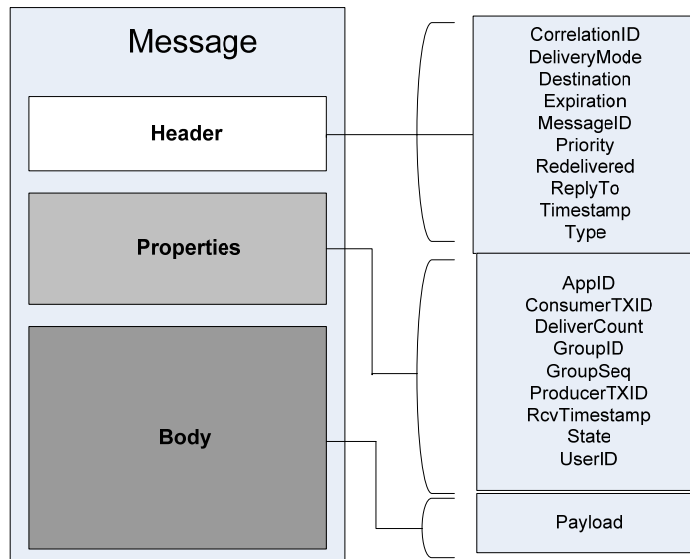 Message
Header
Properties
Body
CorrelationID
DeliveryMode
Destination
Expiration
MessageID
Priority
Redelivered
ReplyTo
Timestamp
Type
AppID
ConsumerTXID
DeliverCount
GroupID
GroupSeq
ProducerTXID
RcvTimestamp
State
UserID
Payload